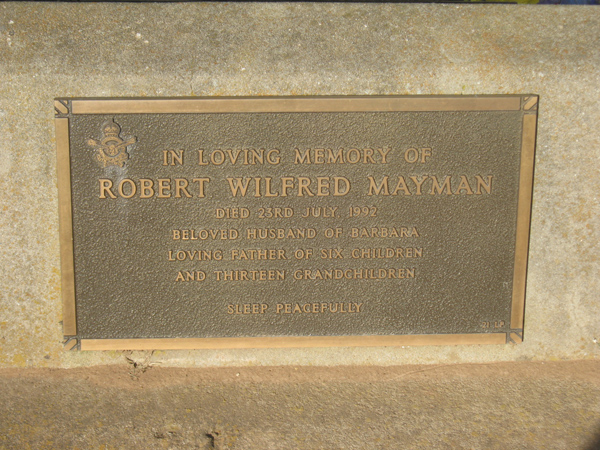 IN LOVING MEMORY OF
ROBERT WILFRED MAYMAN
DIED 23RD JULY, 1992
BELOVED HUSBAND OF BARBARA
LOVING FATHER OF SIX CHILDREN
AND THIRTEEN GRANDCHILDREN
SLEEP PEACEFULLY